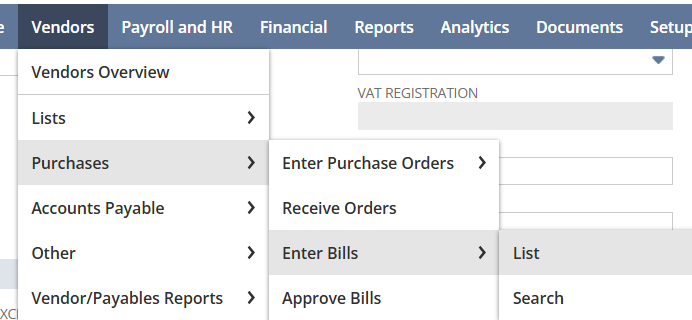 Vendors Payroll and HR Financial Reports Analytics Documents Setup
Vendors Overview
VAT REGISTRATION
Lists
Purchases
Enter Purchase Orders
Accounts Payable
Receive Orders
Other
Enter Bills
List
Vendor/Payables Reports
Approve Bills
Search